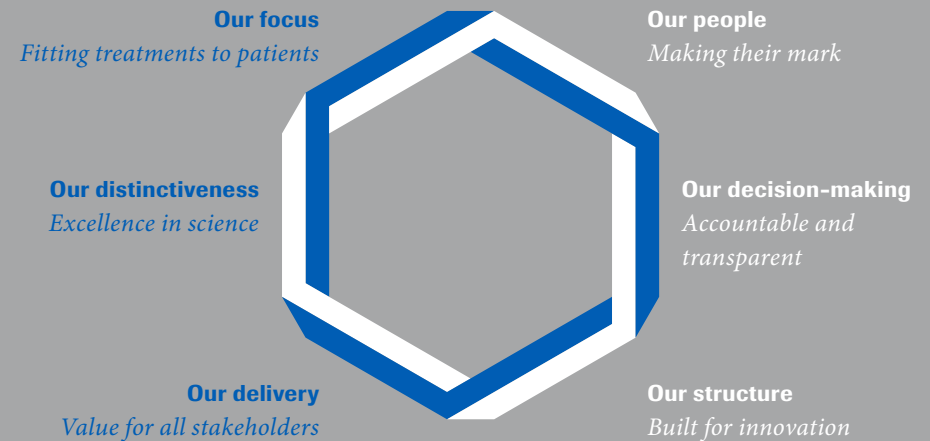 Our focus
Fitting treatments to patients
Our people
Making their mark
Our distinctiveness
Excellence in science
Our decision-making
Accountable and
transparent
Our delivery
Value for all stakeholders
Our structure
Built for innovation